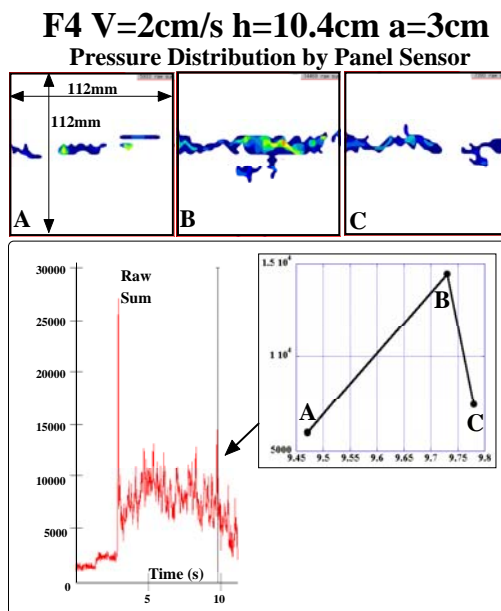 F4 V=2cm/s h=10.4cm a=3cm
Pressure Distribution by Panel Sensor
112mm
112mm
A
B
C
30000
25000
20000
15000
10000
5000
0
Raw
Sum
Time (s)
5
10
1.5 10⁴
1 10⁴
5000
A
B
C
9.45
9.5
9.55
9.6
9.65
9.7
9.75
9.8